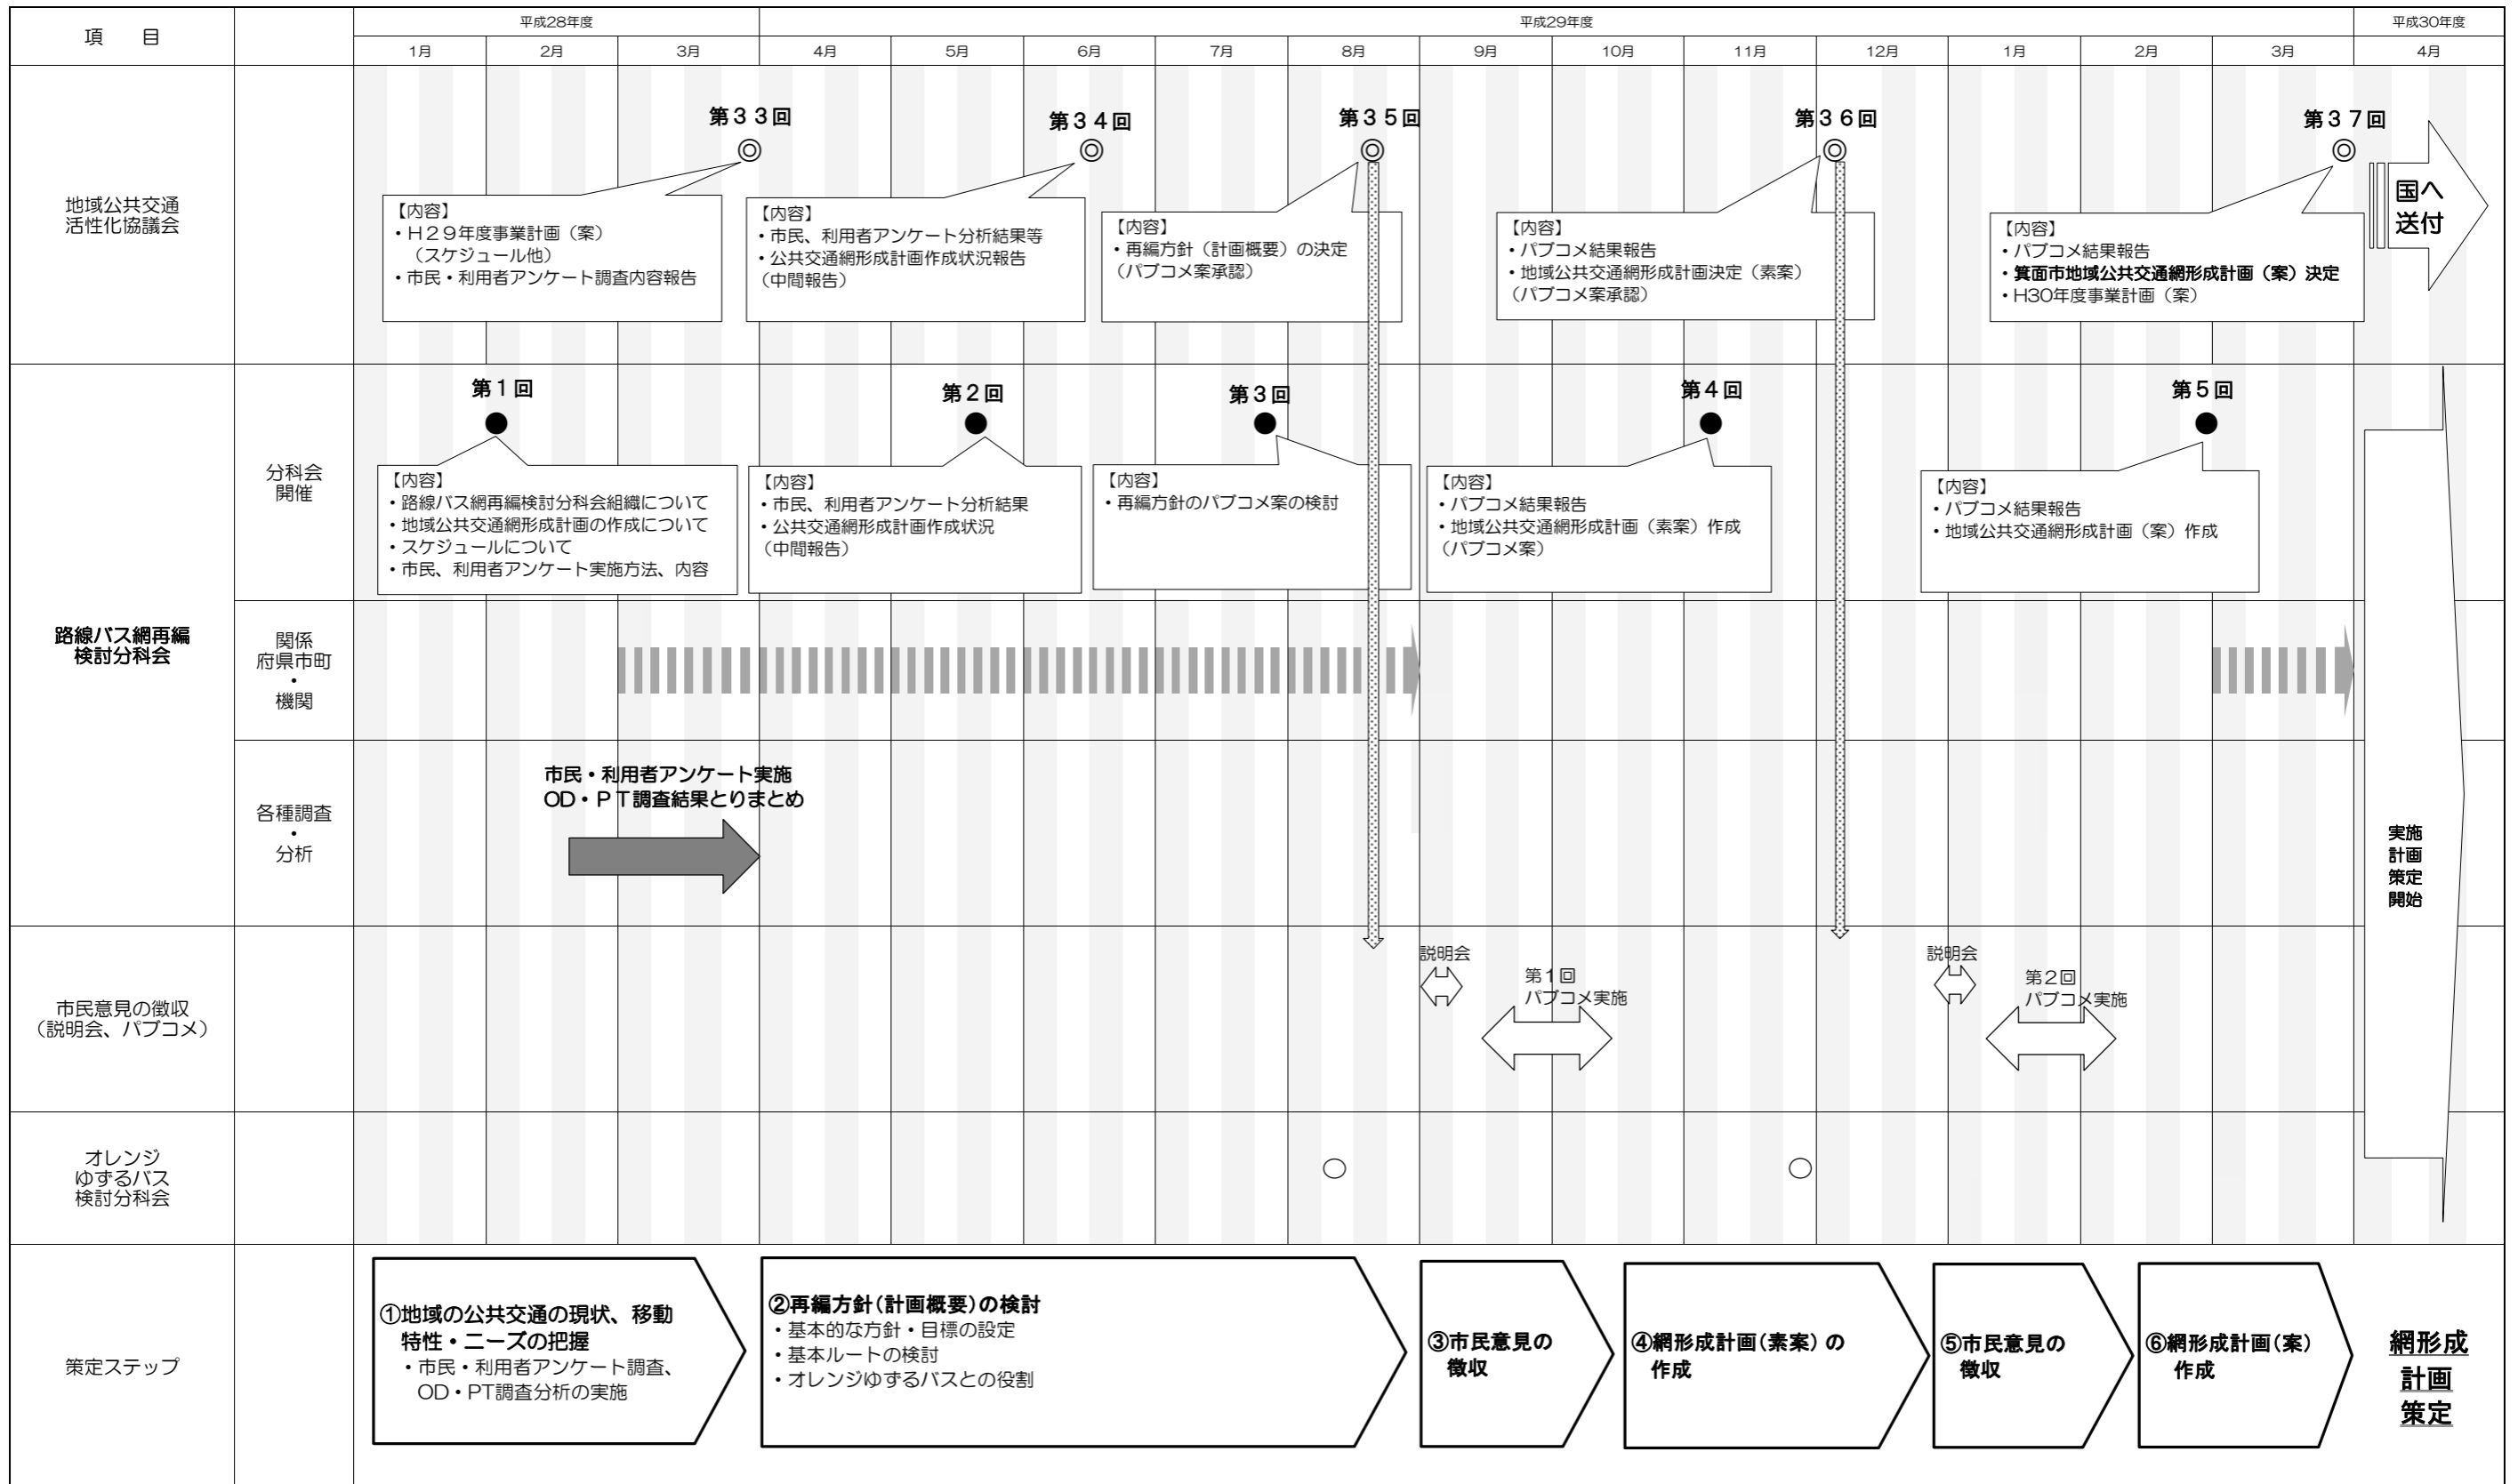 項　目
平成28年度
平成29年度
平成30年度
1月
2月
3月
4月
5月
6月
7月
8月
9月
10月
11月
12月
1月
2月
3月
4月
地域公共交通
活性化協議会
第３３回
◎
【内容】
・Ｈ２９年度事業計画（案）
（スケジュール他）
・市民・利用者アンケート調査内容報告
第３４回
◎
【内容】
・市民、利用者アンケート分析結果等
・公共交通網形成計画作成状況報告
（中間報告）
第３５回
◎
【内容】
・再編方針（計画概要）の決定
（パブコメ案承認）
第３６回
◎
【内容】
・パブコメ結果報告
・地域公共交通網形成計画決定（素案）
（パブコメ案承認）
第３７回
◎
【内容】
・パブコメ結果報告
・箕面市地域公共交通網形成計画（案）決定
・H30年度事業計画（案）
国へ
送付
路線バス網再編
検討分科会
分科会
開催
第１回
●
【内容】
・路線バス網再編検討分科会組織について
・地域公共交通網形成計画の作成について
・スケジュールについて
・市民、利用者アンケート実施方法、内容
第２回
●
【内容】
・市民、利用者アンケート分析結果
・公共交通網形成計画作成状況
（中間報告）
第３回
●
【内容】
・再編方針のパブコメ案の検討
第４回
●
【内容】
・パブコメ結果報告
・地域公共交通網形成計画（素案）作成
（パブコメ案）
第５回
●
【内容】
・パブコメ結果報告
・地域公共交通網形成計画（案）作成
関係
府県市町
・
機関
各種調査
・
分析
市民・利用者アンケート実施
OD・ＰＴ調査結果とりまとめ
実施
計画
策定
開始
市民意見の徴収
（説明会、パブコメ）
説明会
第１回
パブコメ実施
説明会
第２回
パブコメ実施
オレンジ
ゆずるバス
検討分科会
○
○
策定ステップ
①地域の公共交通の現状、移動
特性・ニーズの把握
・市民・利用者アンケート調査、
OD・PT調査分析の実施
②再編方針（計画概要）の検討
・基本的な方針・目標の設定
・基本ルートの検討
・オレンジゆずるバスとの役割
③市民意見の
徴収
④網形成計画（素案）の
作成
⑤市民意見の
徴収
⑥網形成計画（案）
作成
網形成
計画
策定